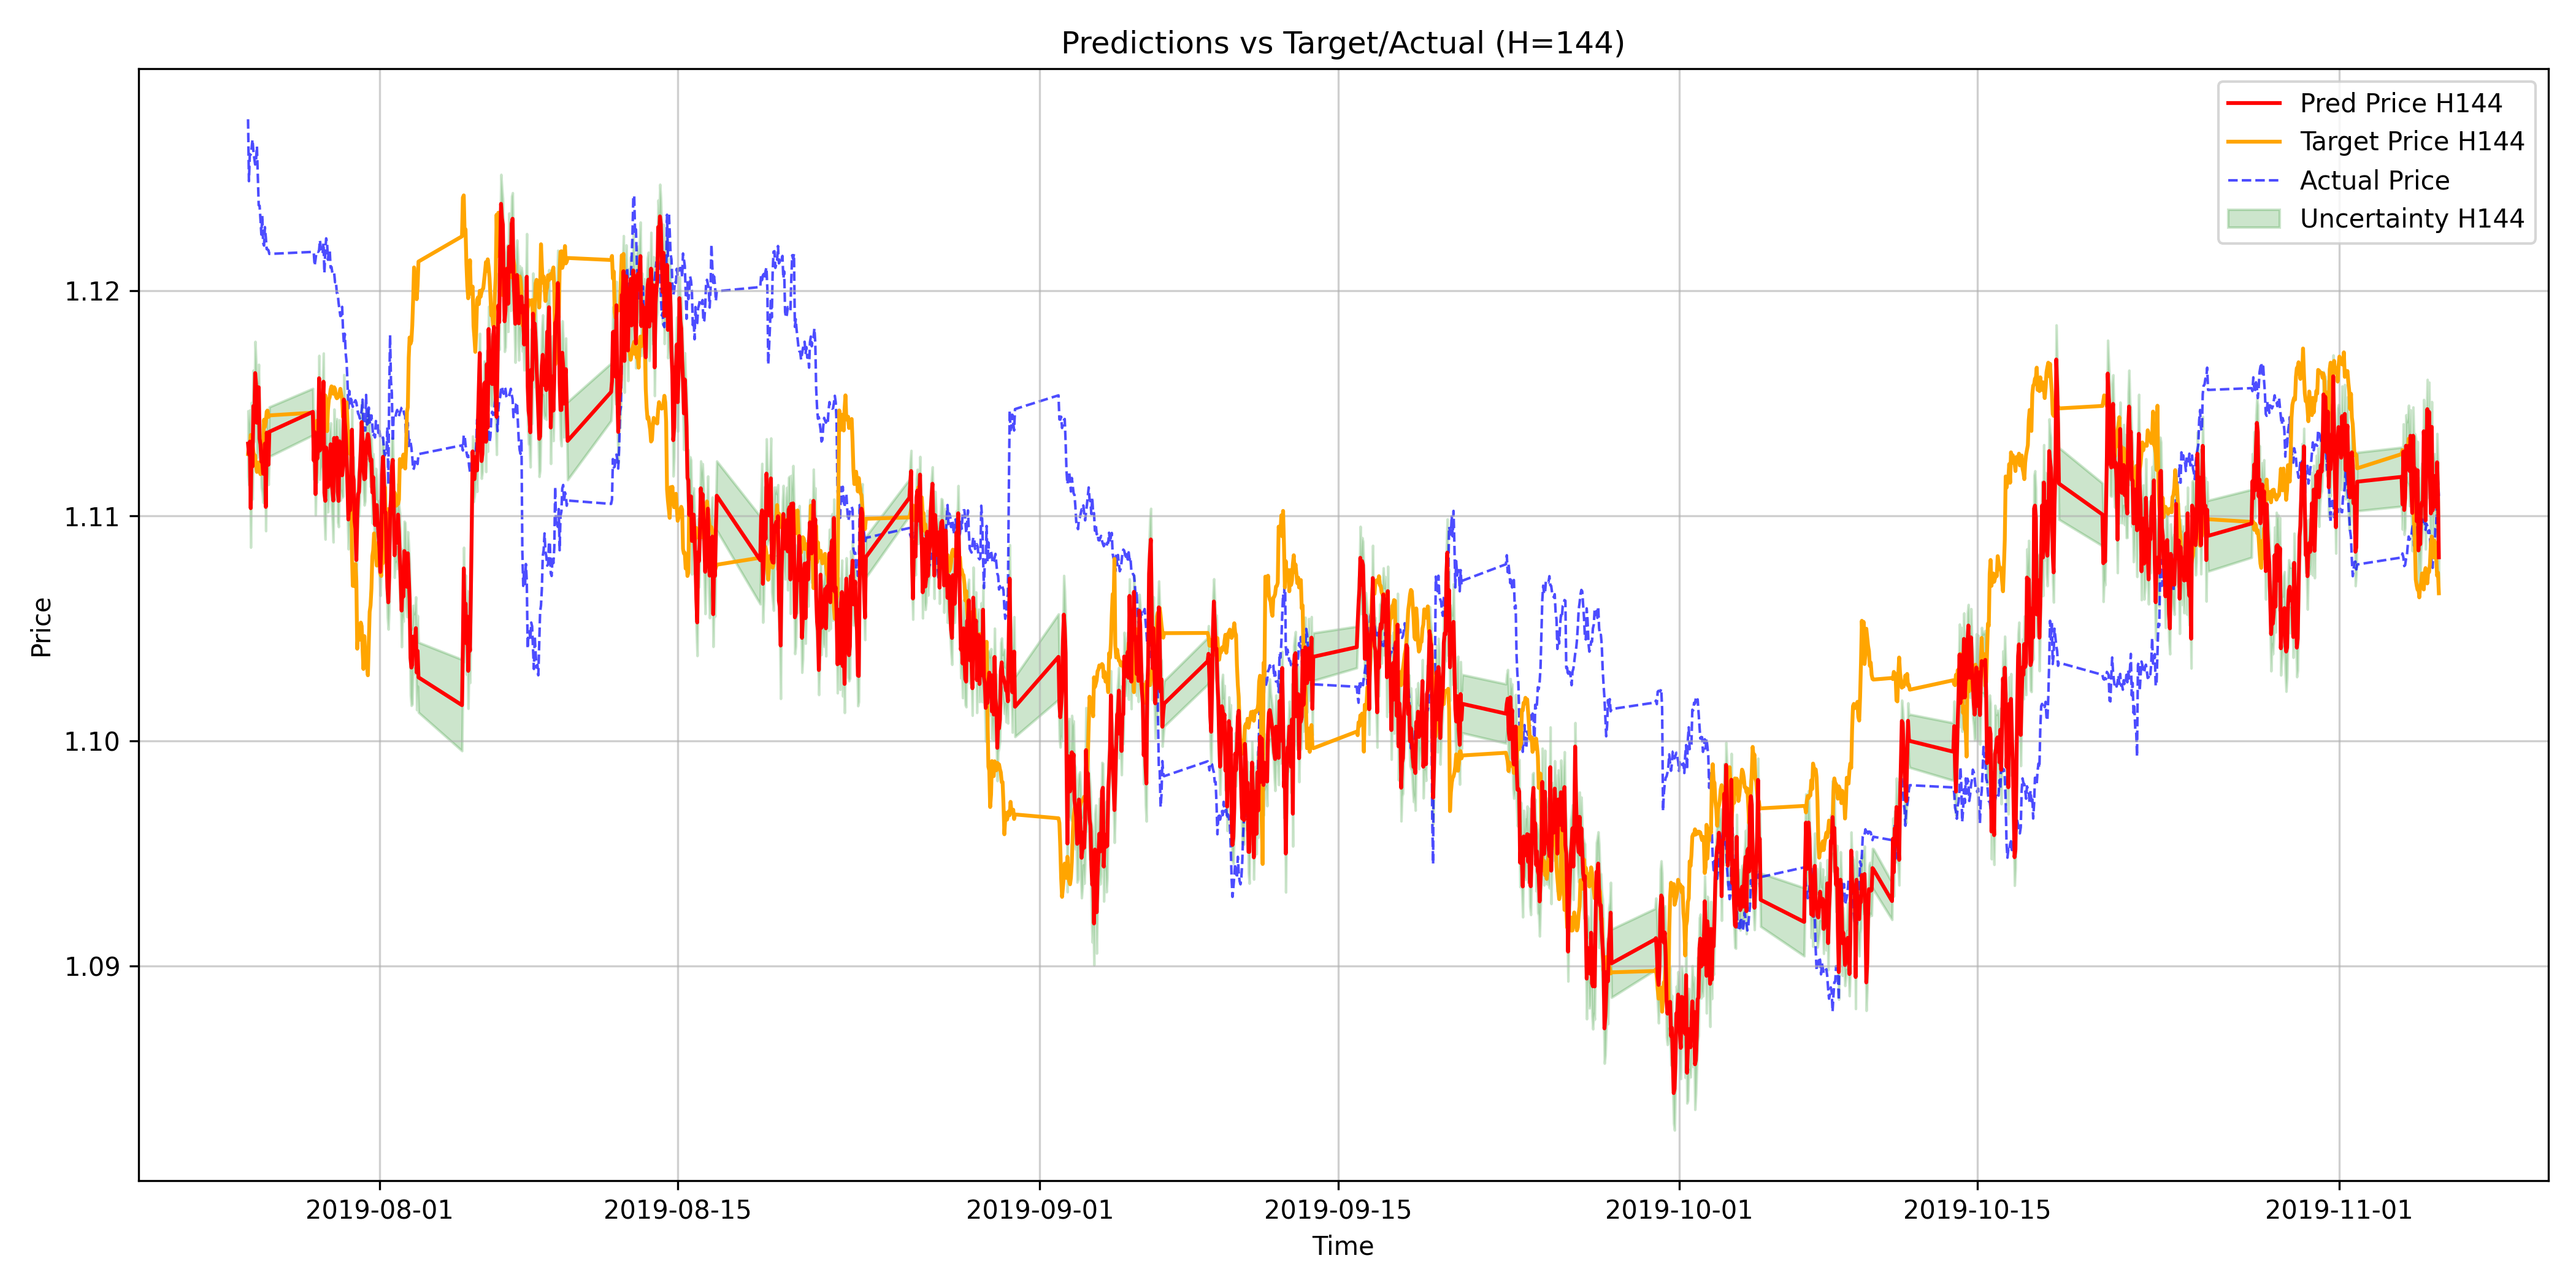 Predictions vs Target/Actual (H=144)
Pred Price H144
Target Price H144
Actual Price
Uncertainty H144
Price
1.12
1.11
1.10
1.09
2019-08-01
2019-08-15
2019-09-01
2019-09-15
2019-10-01
2019-10-15
2019-11-01
Time